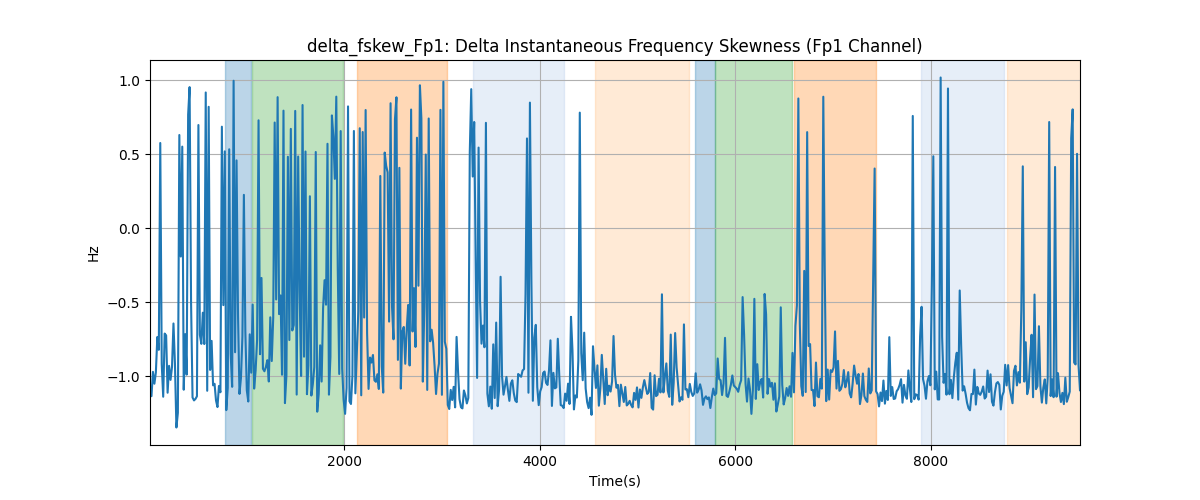 delta_fskew_Fp1: Delta Instantaneous Frequency Skewness (Fp1 Channel)
1.0
0.5
0.0
−0.5
−1.0
Hz
2000 4000 6000 8000
Time(s)